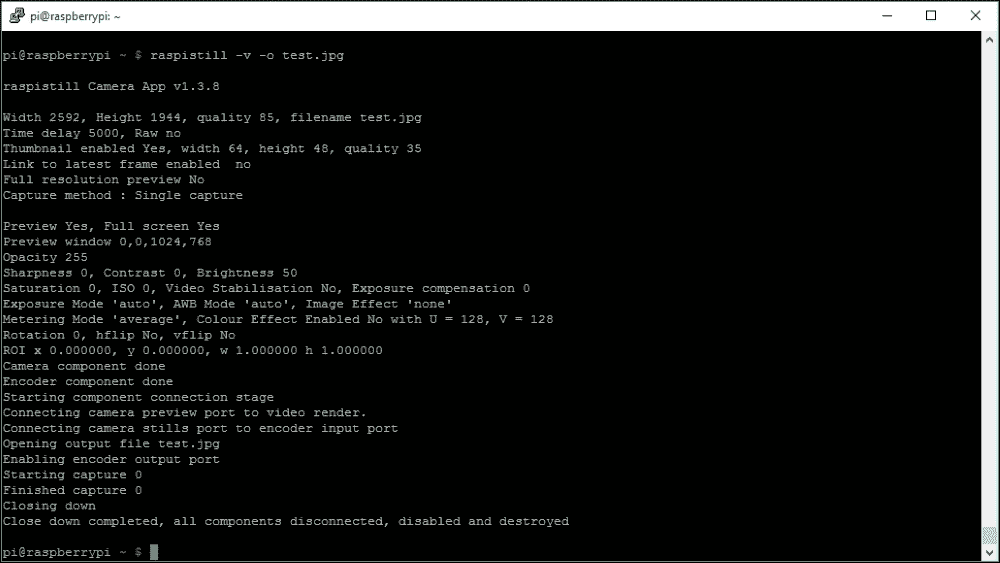 pi@raspberrypi: ~
pi@raspberrypi ~ $ raspistill -v -o test.jpg
raspistill Camera App v1.3.8
Width 2592, Height 1944, quality 85, filename test.jpg
Time delay 5000, Raw no
Thumbnail enabled Yes, width 64, height 48, quality 35
Link to latest frame enabled  no
Full resolution preview No
Capture method : Single capture
Preview Yes, Full screen Yes
Preview window 0,0,1024,768
Opacity 255
Sharpness 0, Contrast 0, Brightness 50
Saturation 0, ISO 0, Video Stabilisation No, Exposure compensation 0
Exposure Mode 'auto', AWB Mode 'auto', Image Effect 'none'
Metering Mode 'average', Colour Effect Enabled No with U = 128, V = 128
Rotation 0, hflip No, vflip No
ROI x 0.000000, y 0.000000, w 1.000000 h 1.000000
Camera component done
Encoder component done
Starting component connection stage
Connecting camera preview port to video render.
Connecting camera stills port to encoder input port
Opening output file test.jpg
Enabling encoder output port
Starting capture 0
Finished capture 0
Closing down
Close down completed, all components disconnected, disabled and destroyed
pi@raspberrypi ~ $